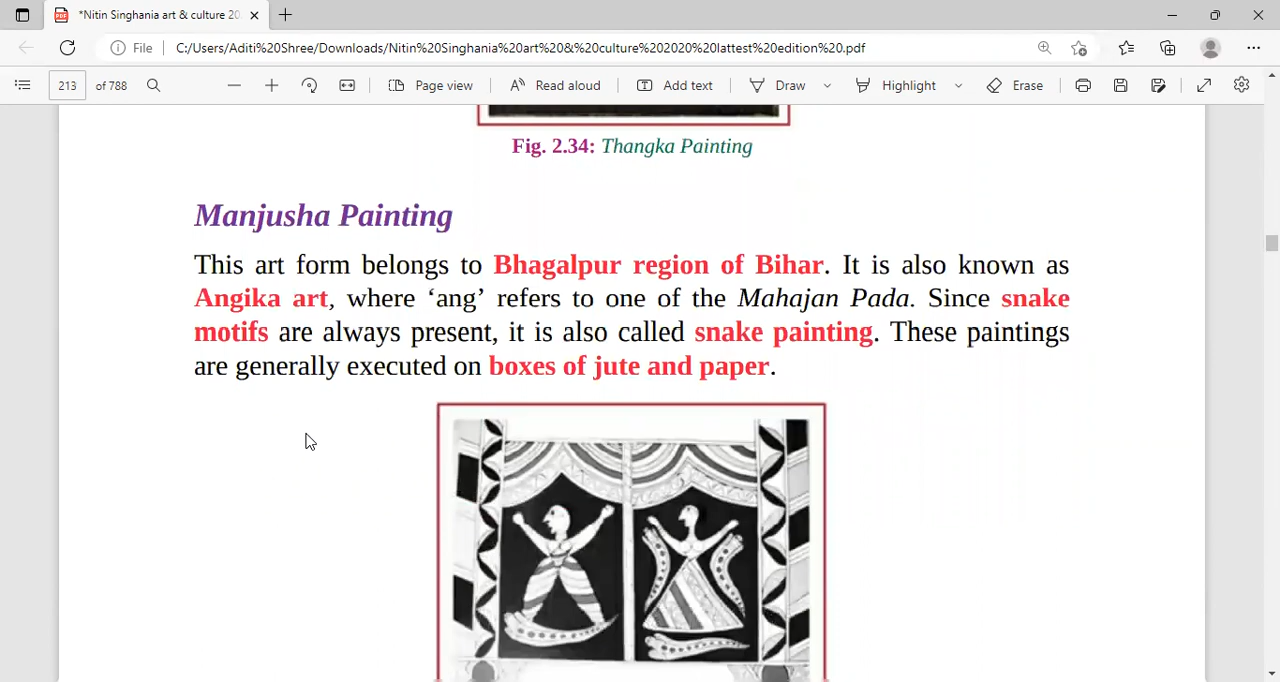 *Nitin Singhania art & culture 20
File
C:/Users/Aditi%20Shree/Downloads/Nitin%20Singhania%20art%20&%20culture%202020%20lattest%20edition%20.pdf
213 of 788
Page view
Read aloud
Add text
Draw
Highlight
Erase
Fig. 2.34: Thangka Painting
Manjusha Painting
This art form belongs to Bhagalpur region of Bihar. It is also known as
Angika art, where ‘ang’ refers to one of the Mahajan Pada. Since snake
motifs are always present, it is also called snake painting. These paintings
are generally executed on boxes of jute and paper.